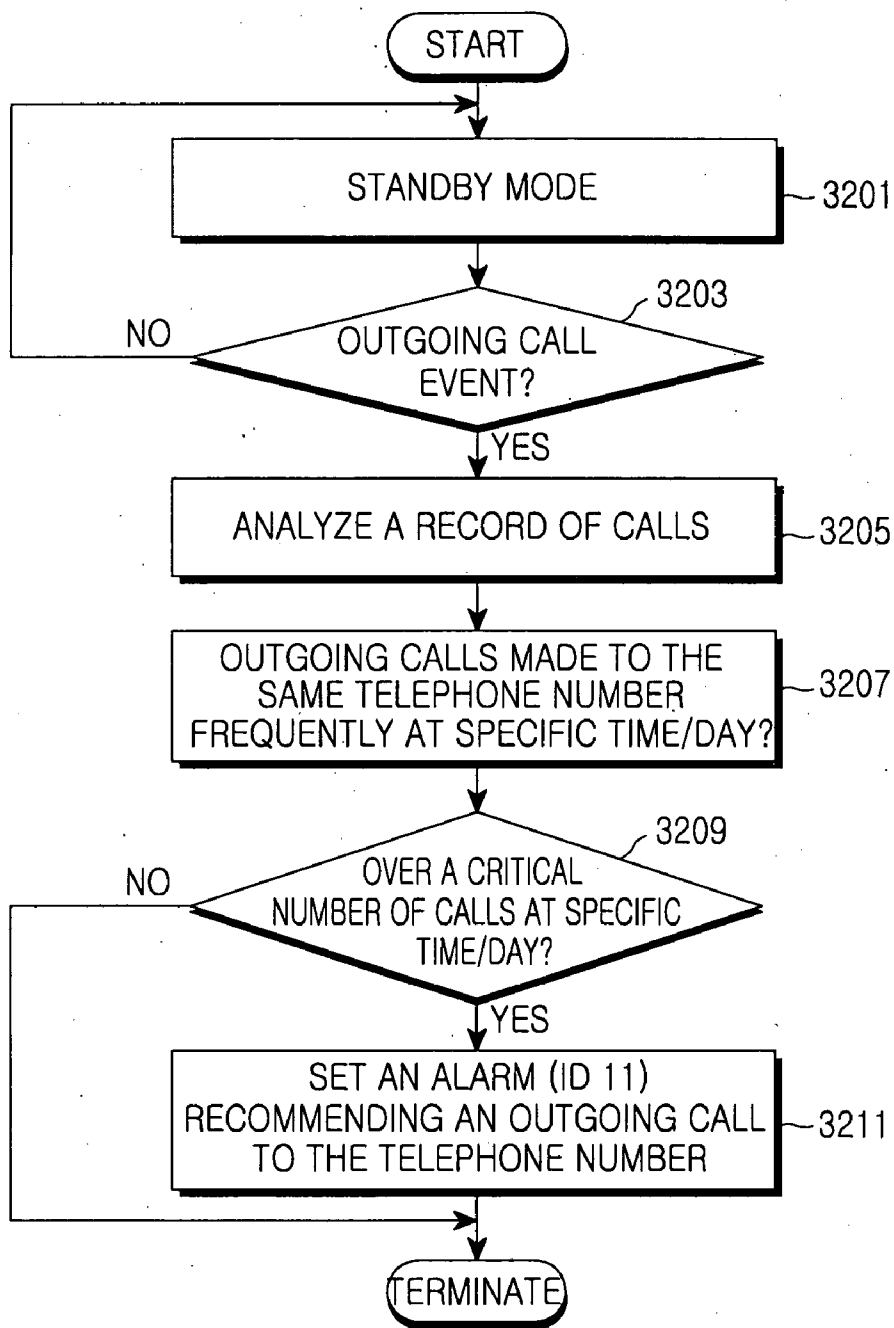 START
STANDBY MODE
3201
3203
NO
OUTGOING CALL
EVENT?
YES
ANALYZE A RECORD OF CALLS
3205
OUTGOING CALLS MADE TO THE
SAME TELEPHONE NUMBER
FREQUENTLY AT SPECIFIC TIME/DAY?
3207
3209
NO
OVER A CRITICAL
NUMBER OF CALLS AT SPECIFIC
TIME/DAY?
YES
SET AN ALARM (ID 11)
RECOMMENDING AN OUTGOING CALL
TO THE TELEPHONE NUMBER
3211
TERMINATE